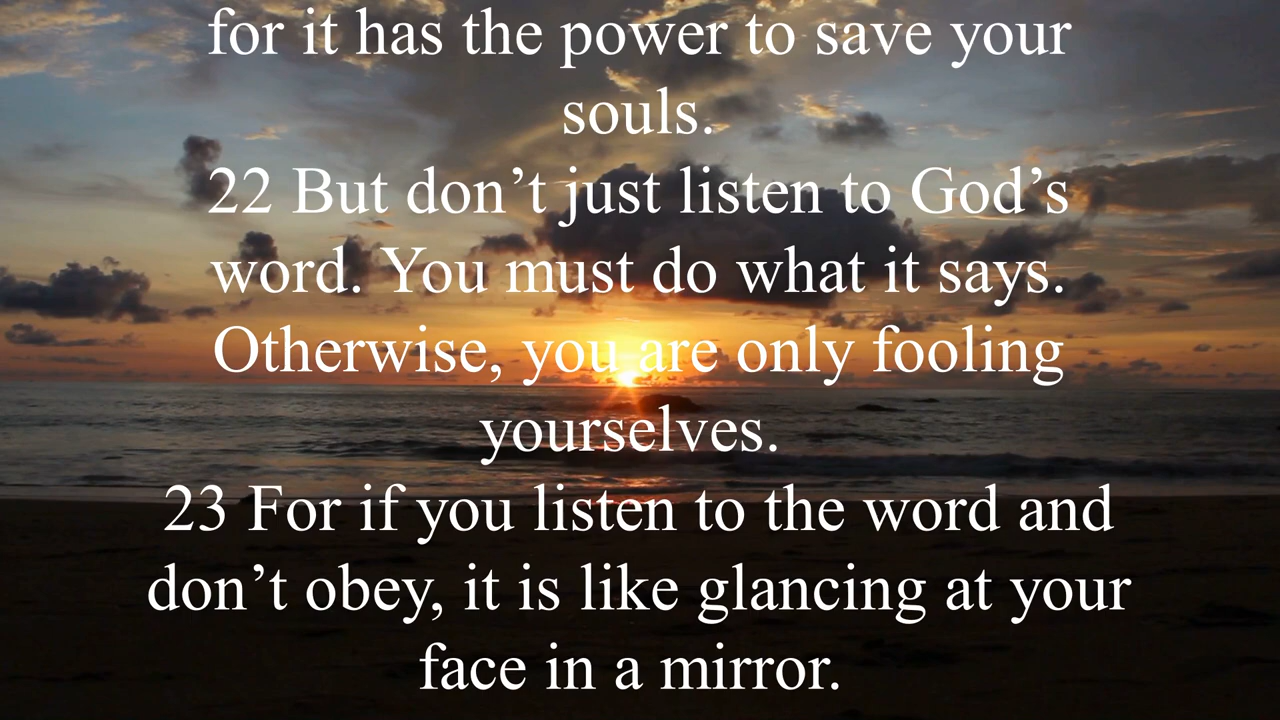 for it has the power to save your
souls.
22 But don’t just listen to God’s
word. You must do what it says.
Otherwise, you are only fooling
yourselves.
23 For if you listen to the word and
don’t obey, it is like glancing at your
face in a mirror.